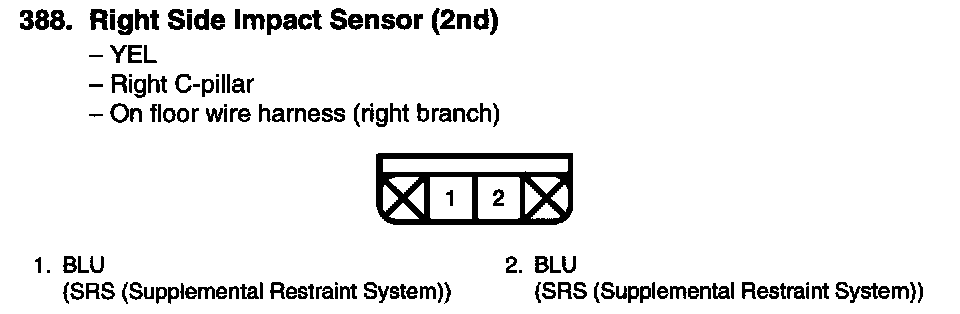 388. Right Side Impact Sensor (2nd)
– YEL
– Right C-pillar
– On floor wire harness (right branch)
1 2
1. BLU 2. BLU
(SRS (Supplemental Restraint System)) (SRS (Supplemental Restraint System))